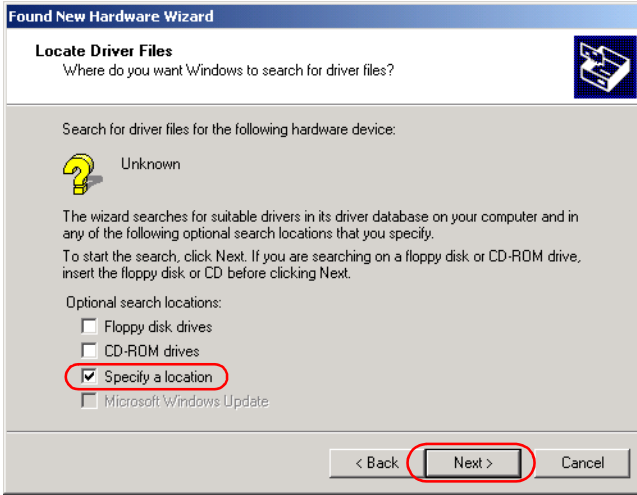 Found New Hardware Wizard
Locate Driver Files
Where do you want Windows to search for driver files?
Search for driver files for the following hardware device:
Unknown
The wizard searches for suitable drivers in its driver database on your computer and in
any of the following optional search locations that you specify.
To start the search, click Next. If you are searching on a floppy disk or CD-ROM drive,
insert the floppy disk or CD before clicking Next.
Optional search locations:
Floppy disk drives
CD-ROM drives
Specify a location
Microsoft Windows Update
< Back Next > Cancel